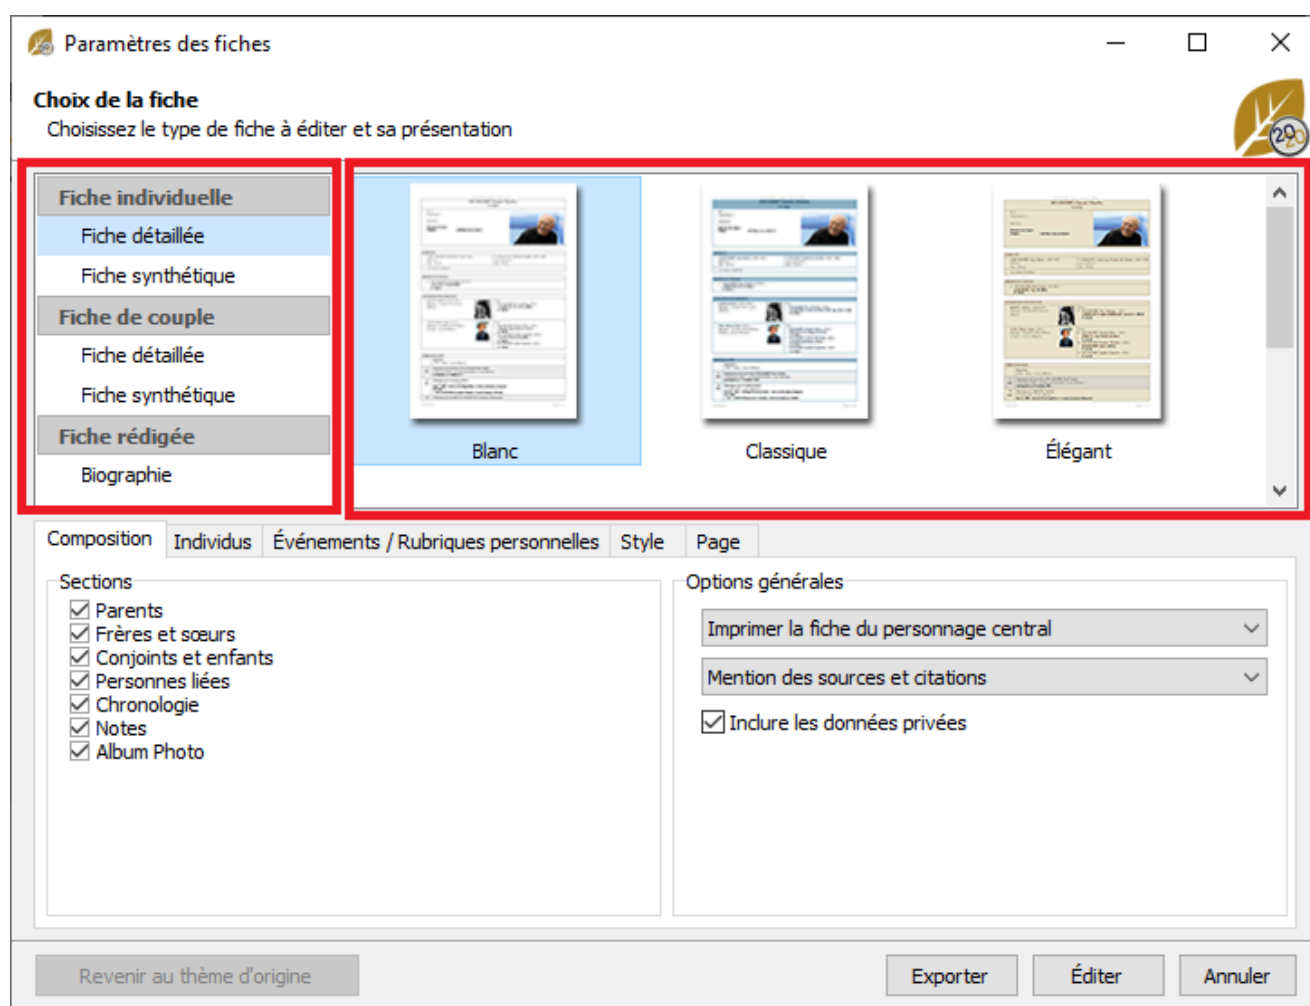 Paramètres des fiches
Choix de la fiche
Choisissez le type de fiche à éditer et sa présentation
2020
Fiche individuelle
Fiche détaillée
Fiche synthétique
Fiche de couple
Fiche détaillée
Fiche synthétique
Fiche rédigée
Biographie
Blanc
Classique
Élégant
Composition
Individus
Événements / Rubriques personnelles
Style
Page
Sections
Parents
Frères et sœurs
Conjoints et enfants
Personnes liées
Chronologie
Notes
Album Photo
Options générales
Imprimer la fiche du personnage central
Mention des sources et citations
Inclure les données privées
Revenir au thème d'origine
Exporter
Éditer
Annuler